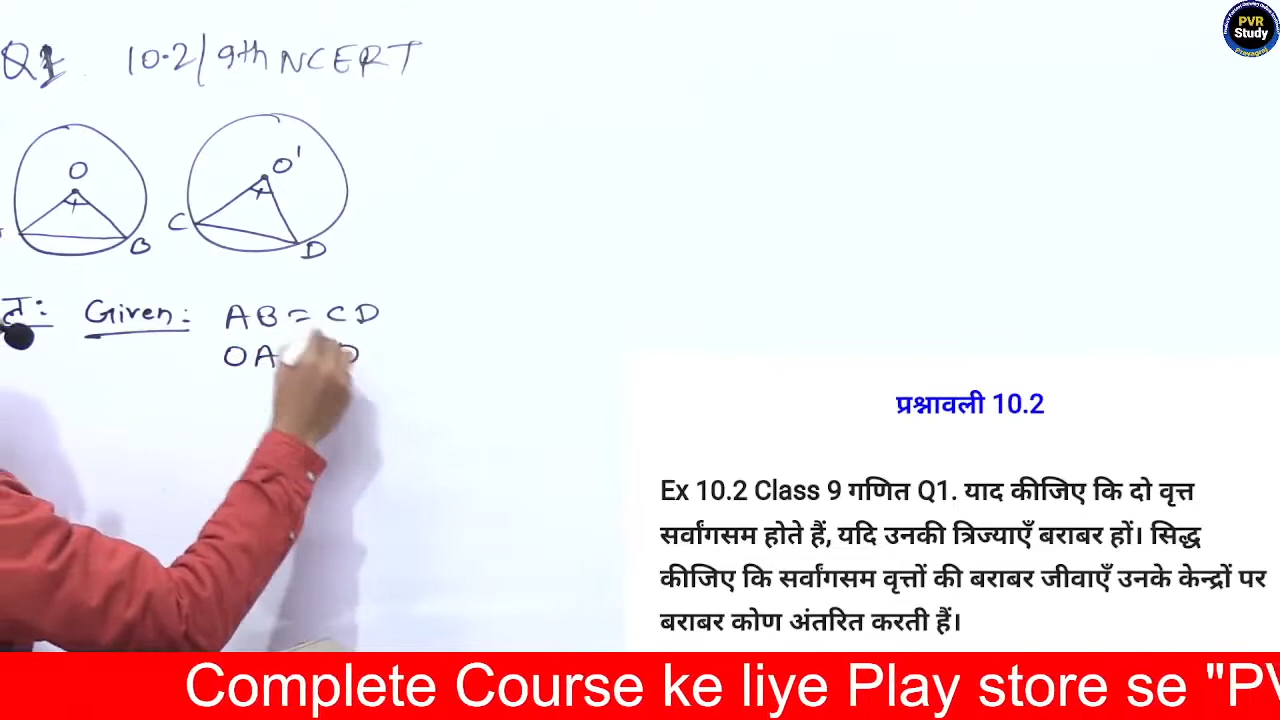 Q1 10.2/9th NCERT
O
B
O'
C
D
Given: AB = CD
OA
PVR
Study
Prayagraj
प्रश्नावली 10.2
Ex 10.2 Class 9 गणित Q1. याद कीजिए कि दो वृत्त
सर्वांगसम होते हैं, यदि उनकी त्रिज्याएँ बराबर हों। सिद्ध
कीजिए कि सर्वांगसम वृत्तों की बराबर जीवाएँ उनके केन्द्रों पर
बराबर कोण अंतरित करती हैं।
Complete Course ke liye Play store se "PV